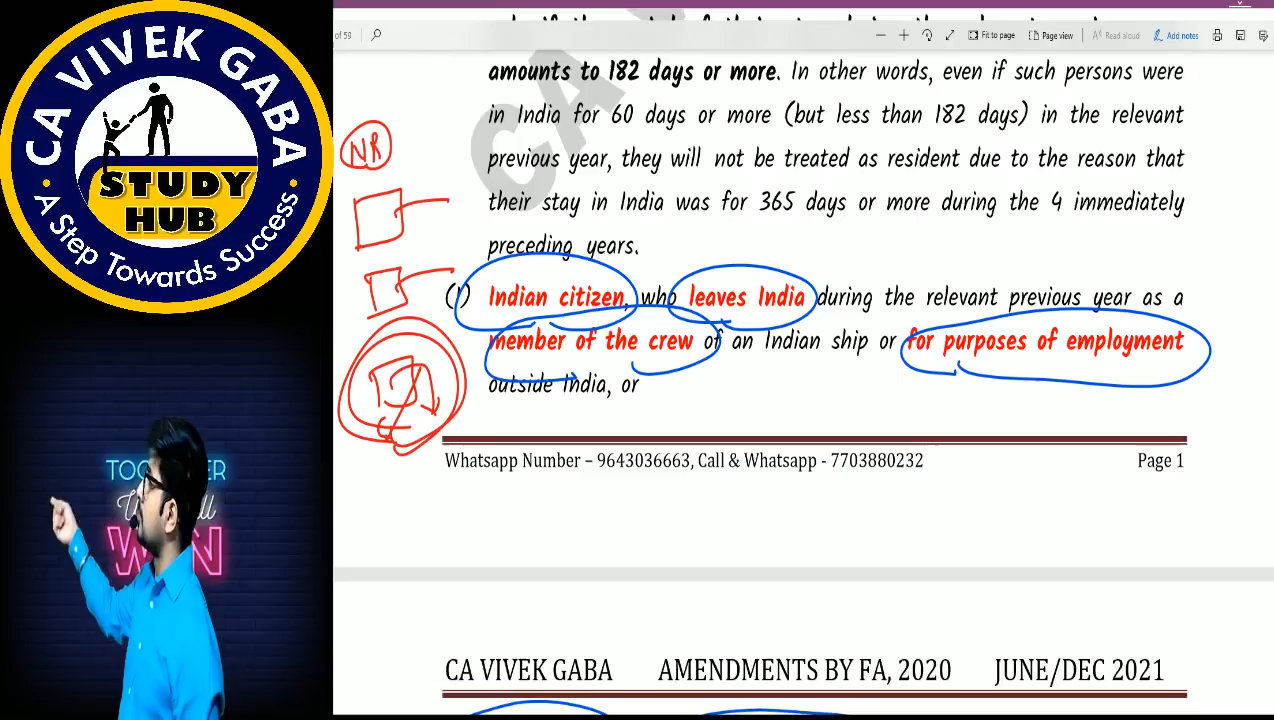 CA VIVEK GABA
STUDY
HUB
• A Step Towards Success •
of 59
Fit to page
Page view
Read aloud
Add notes
amounts to 182 days or more. In other words, even if such persons were
in India for 60 days or more (but less than 182 days) in the relevant
previous year, they will not be treated as resident due to the reason that
their stay in India was for 365 days or more during the 4 immediately
preceding years.
NR
Indian citizen, who leaves India during the relevant previous year as a
member of the crew of an Indian ship or for purposes of employment
outside India, or
Whatsapp Number – 9643036663, Call & Whatsapp - 7703880232
Page 1
CA VIVEK GABA
AMENDMENTS BY FA, 2020
JUNE/DEC 2021